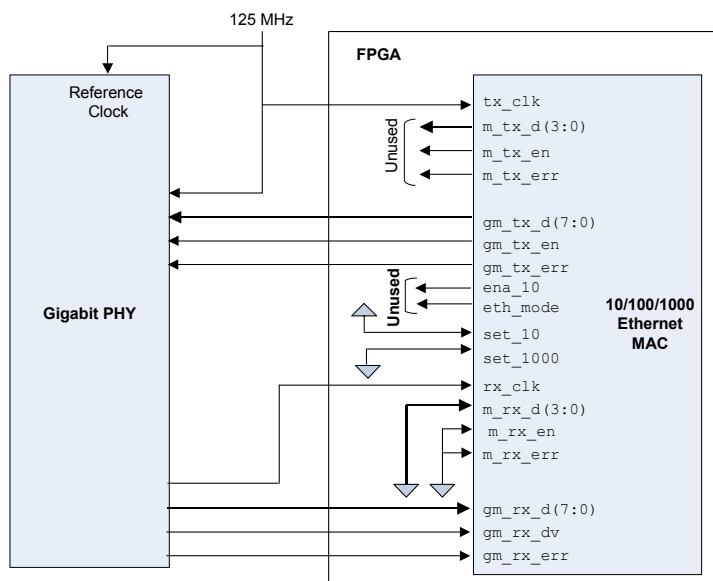 125 MHz
FPGA
Reference
Clock
tx_clk
m_tx_d(3:0)
m_tx_en
m_tx_err
Unused
gm_tx_d(7:0)
gm_tx_en
gm_tx_err
ena_10
eth_mode
Unused
Gigabit PHY
10/100/1000
Ethernet
MAC
set_10
set_1000
rx_clk
m_rx_d(3:0)
m_rx_en
m_rx_err
gm_rx_d(7:0)
gm_rx_dv
gm_rx_err